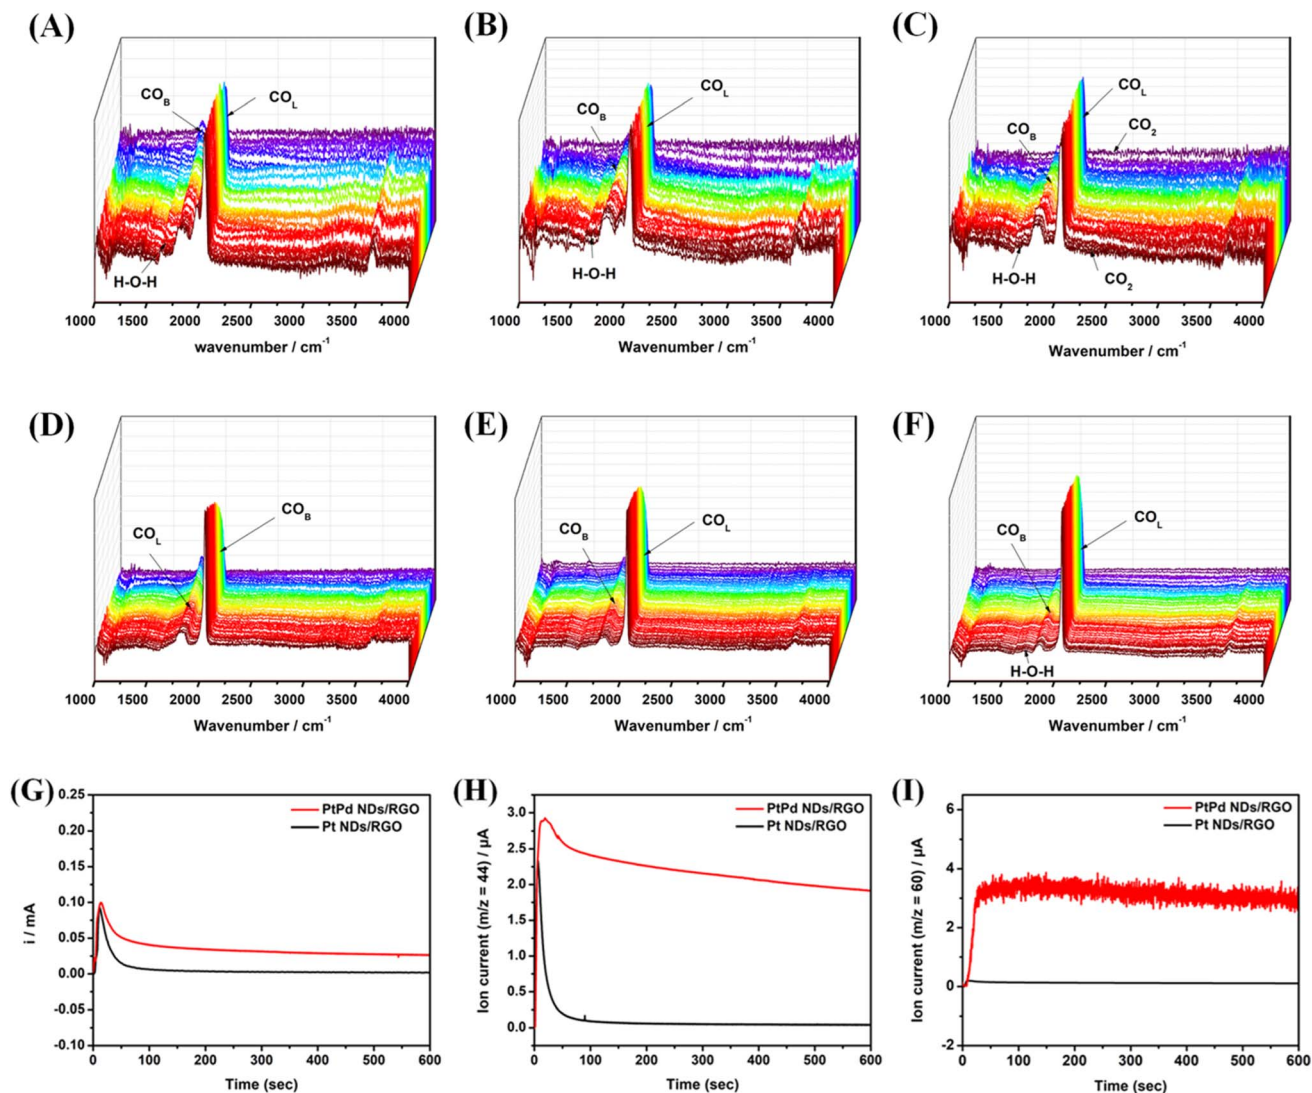 (A)
CO_B
CO_L
H-O-H
1000 1500 2000 2500 3000 3500 4000
wavenumber / cm⁻¹
(B)
CO_B
CO_L
H-O-H
1000 1500 2000 2500 3000 3500 4000
Wavenumber / cm⁻¹
(C)
CO_L
CO_B
CO₂
H-O-H
CO₂
1000 1500 2000 2500 3000 3500 4000
Wavenumber / cm⁻¹
(D)
CO_B
CO_L
1000 1500 2000 2500 3000 3500 4000
Wavenumber / cm⁻¹
(E)
CO_B
CO_L
1000 1500 2000 2500 3000 3500 4000
Wavenumber / cm⁻¹
(F)
CO_L
CO_B
H-O-H
1000 1500 2000 2500 3000 3500 4000
Wavenumber / cm⁻¹
(G)
i / mA
0.25
0.20
0.15
0.10
0.05
0.00
-0.05
-0.10
PtPd NDs/RGO
Pt NDs/RGO
0 100 200 300 400 500 600
Time (sec)
(H)
Ion current (m/z = 44) / µA
3.0
2.5
2.0
1.5
1.0
0.5
0.0
PtPd NDs/RGO
Pt NDs/RGO
0 100 200 300 400 500 600
Time (sec)
(I)
Ion current (m/z = 60) / µA
6
4
2
0
-2
PtPd NDs/RGO
Pt NDs/RGO
0 100 200 300 400 500 600
Time (sec)